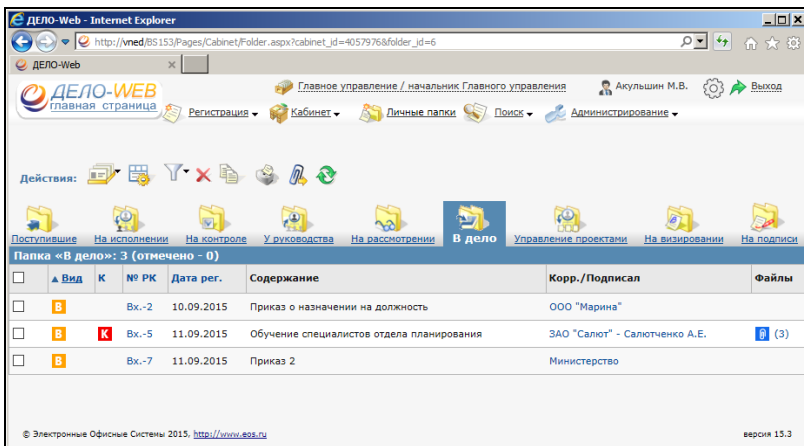 ДЕЛО-Web - Internet Explorer
http://vned/BS153/Pages/Cabinet/Folder.aspx?cabinet_id=4057976&folder_id=6
ДЕЛО-Web
ДЕЛО-WEB
главная страница
Главное управление / начальник Главного управления
Акульшин М.В.
Выход
Регистрация Кабинет Личные папки Поиск Администрирование
Действия:
Поступившие На исполнении На контроле У руководства На рассмотрении В дело Управление проектами На визировании На подписи
Папка «В дело»: 3 (отмечено - 0)
Вид К № РК Дата рег. Содержание Корр./Подписал Файлы
В Вх.-2 10.09.2015 Приказ о назначении на должность ООО "Марина"
В К Вх.-5 11.09.2015 Обучение специалистов отдела планирования ЗАО "Салют" - Салютченко А.Е. (3)
В Вх.-7 11.09.2015 Приказ 2 Министерство
© Электронные Офисные Системы 2015, http://www.eos.ru версия 15.3